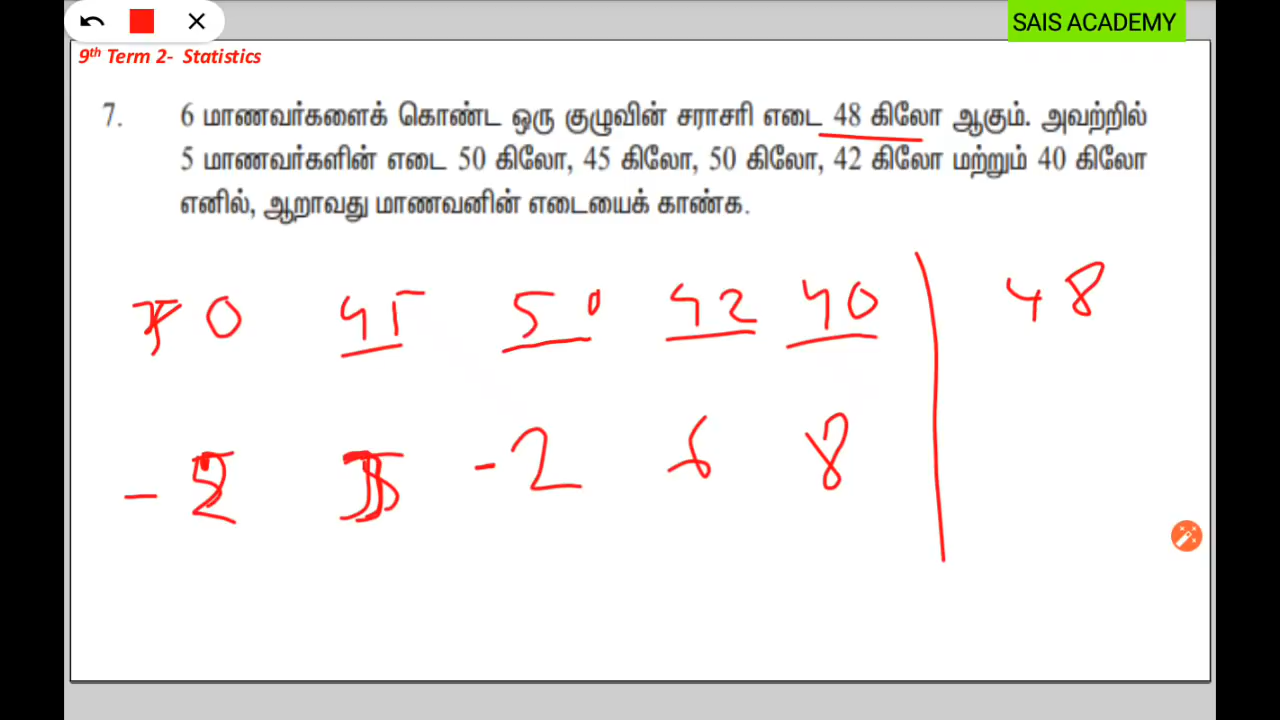 SAIS ACADEMY
9th Term 2- Statistics
7. 6 மாணவர்களைக் கொண்ட ஒரு குழுவின் சராசரி எடை 48 கிலோ ஆகும். அவற்றில்
5 மாணவர்களின் எடை 50 கிலோ, 45 கிலோ, 50 கிலோ, 42 கிலோ மற்றும் 40 கிலோ
எனில், ஆறாவது மாணவனின் எடையைக் காண்க.
50 45 50 42 40 48
-2 3 -2 6 8